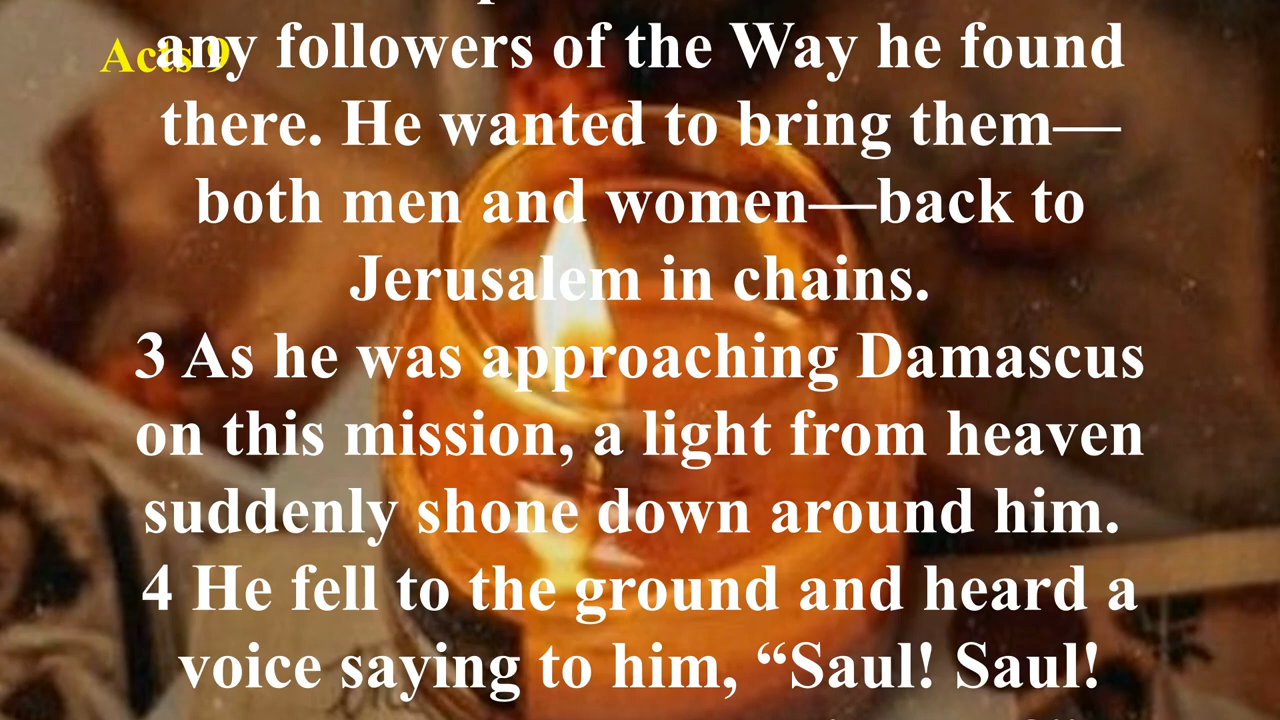 Acts 9
any followers of the Way he found
there. He wanted to bring them—
both men and women—back to
Jerusalem in chains.
3 As he was approaching Damascus
on this mission, a light from heaven
suddenly shone down around him.
4 He fell to the ground and heard a
voice saying to him, “Saul! Saul!